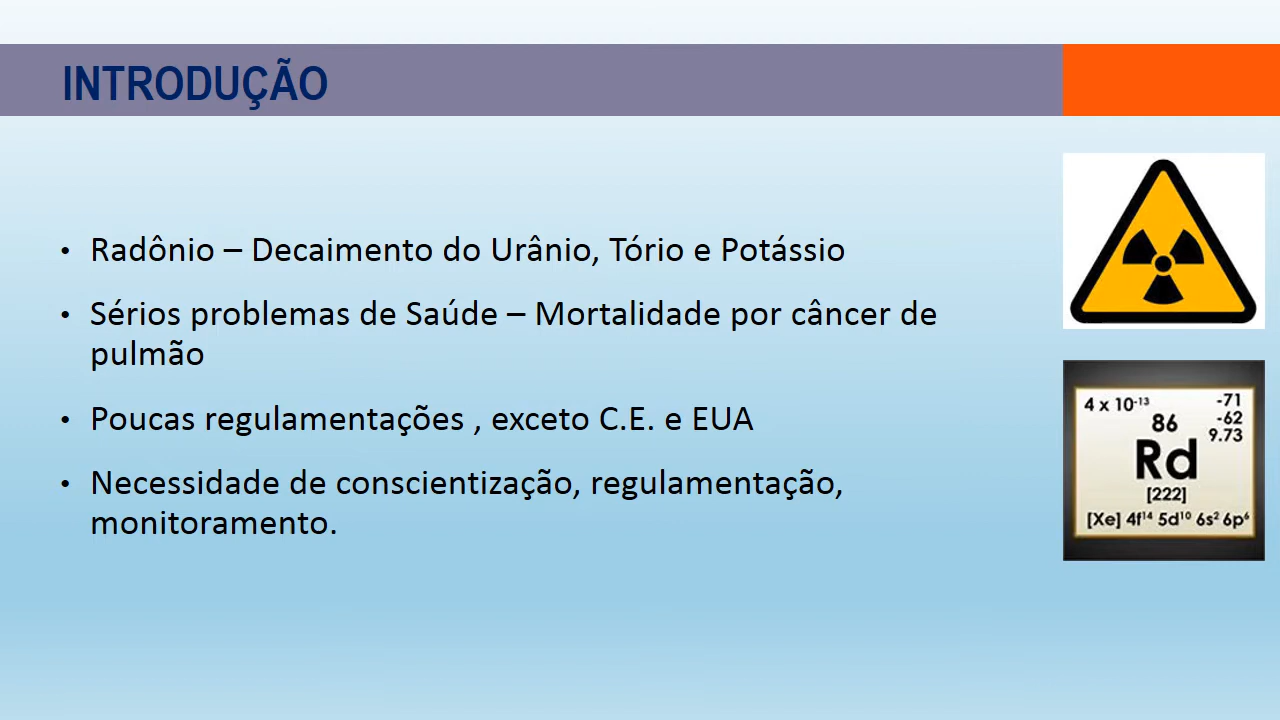 INTRODUÇÃO
• Radônio – Decaimento do Urânio, Tório e Potássio
• Sérios problemas de Saúde – Mortalidade por câncer de
pulmão
• Poucas regulamentações , exceto C.E. e EUA
• Necessidade de conscientização, regulamentação,
monitoramento.
4 x 10⁻¹³
-71
-62
86
9.73
Rd
[222]
[Xe] 4f¹⁴ 5d¹⁰ 6s² 6p⁶